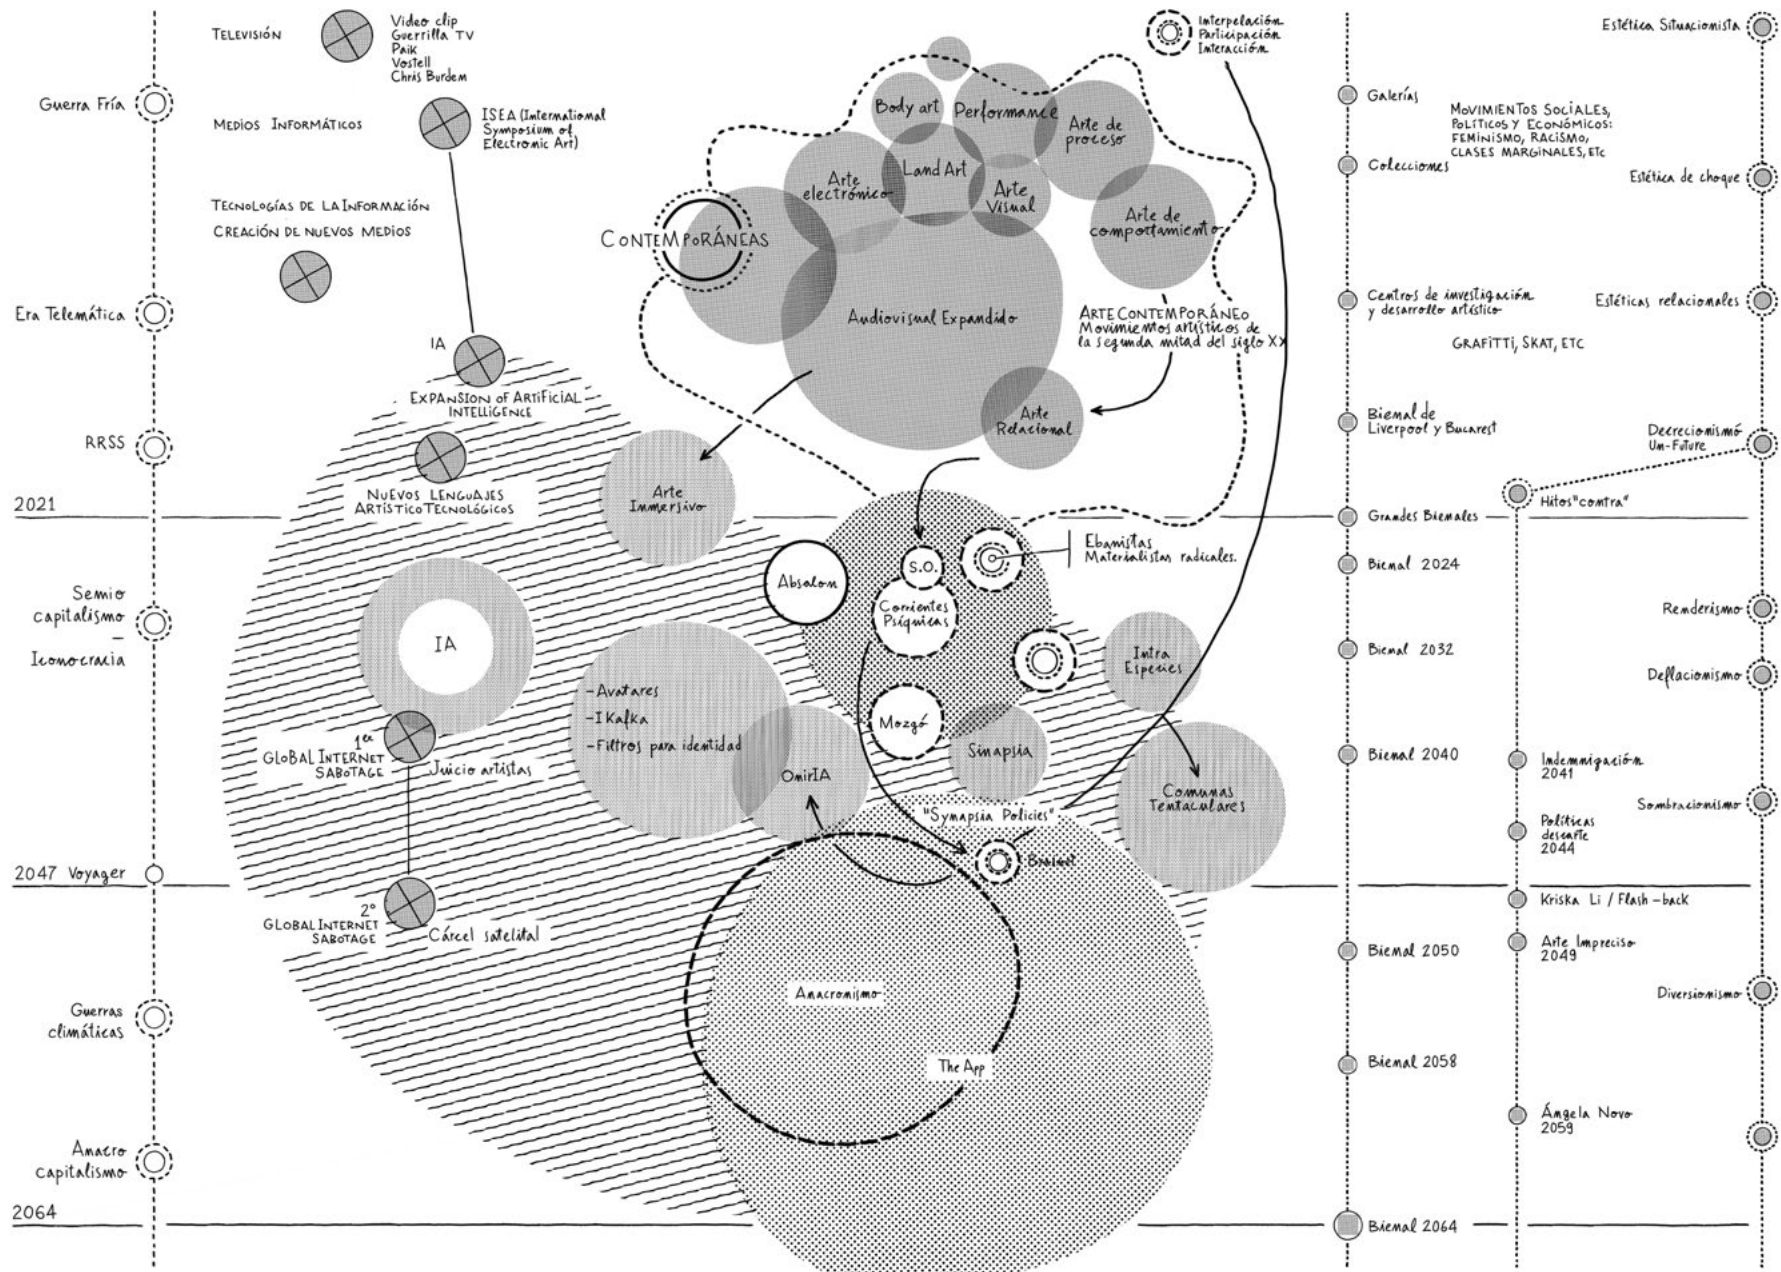 TELEVISIÓN
Video clip
Guerrilla TV
Paik
Vostell
Chris Burdem
Guerra Fría
MEDIOS INFORMÁTICOS
ISEA (International
Symposium of
Electronic Art)
TECNOLOGÍAS DE LA INFORMACIÓN
CREACIÓN DE NUEVOS MEDIOS
Era Telemática
IA
EXPANSION OF ARTIFICIAL
INTELLIGENCE
RRSS
NUEVOS LENGUAJES
ARTÍSTICO TECNOLÓGICOS
2021
Semio
capitalismo
–
Iconocracia
IA
1er
GLOBAL INTERNET
SABOTAGE
Juicio artistas
2047 Voyager
2º
GLOBAL INTERNET
SABOTAGE
Cárcel satelital
Guerras
climáticas
Anacro
capitalismo
2064
Interpelación
Participación
Interacción
Body art
Performance
Arte de
proceso
Land Art
Arte
electrónico
Arte
Visual
Arte de
comportamiento
CONTEMPORÁNEAS
Audiovisual Expandido
ARTE CONTEMPORÁNEO
Movimientos artísticos de
la segunda mitad del siglo XX
Arte
Relacional
Arte
Inmersivo
Absalon
S.O.
Corrientes
Psíquicas
Ebanistas
Materialistas radicales.
Intra
Especies
Mozgó
Sinapsia
-Avatares
-I Kafka
-Filtros para identidad
OnirIA
Comunas
Tentaculares
"Synapsia Policies"
Brainet
Anacronismo
The App
Galerías
Colecciones
Centros de investigación
y desarrollo artístico
Bienal de
Liverpool y Bucarest
Grandes Bienales
Bienal 2024
Bienal 2032
Bienal 2040
Bienal 2050
Bienal 2058
Bienal 2064
MOVIMIENTOS SOCIALES,
POLÍTICOS Y ECONÓMICOS:
FEMINISMO, RACISMO,
CLASES MARGINALES, ETC
GRAFITTI, SKAT, ETC
Hitos "contra"
Indemnigación
2041
Políticas
descarte
2044
Kriska Li / Flash-back
Arte Impreciso
2049
Ángela Novo
2059
Estética Situacionista
Estética de choque
Estéticas relacionales
Decrecionismó
Un-Future
Renderismo
Deflacionismo
Sombracionismo
Diversionismo